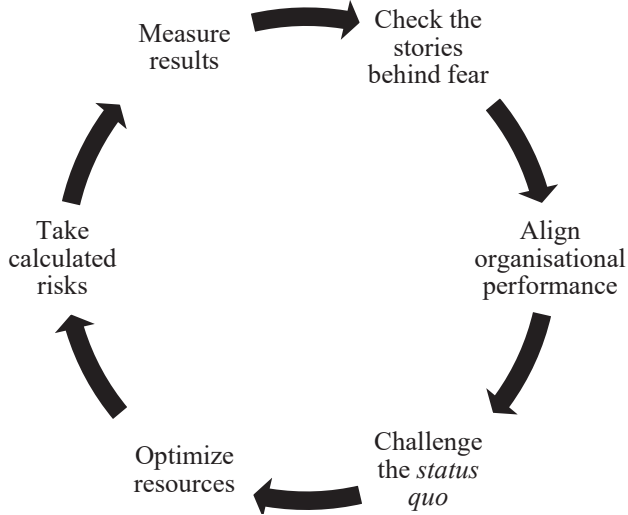 Measure
results
Check the
stories
behind fear
Align
organisational
performance
Challenge
the status
quo
Optimize
resources
Take
calculated
risks